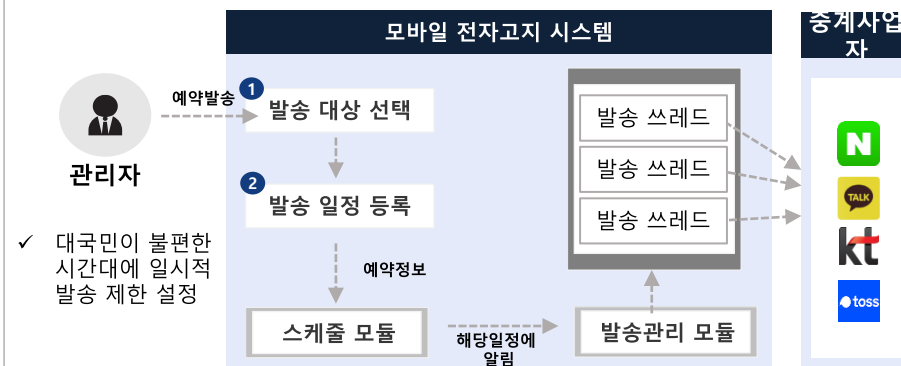 모바일 전자고지 시스템
중계사업
자
1
예약발송
발송 대상 선택
관리자
2
발송 일정 등록
발송 쓰레드
발송 쓰레드
발송 쓰레드
N
TALK
kt
toss
✓ 대국민이 불편한
시간대에 일시적
발송 제한 설정
예약정보
스케줄 모듈
해당일정에
알림
발송관리 모듈